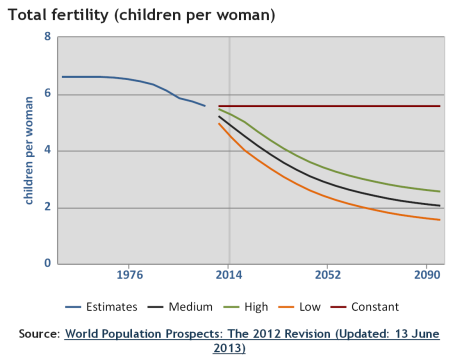 Total fertility (children per woman)
8
6
4
2
0
children per woman
1976 2014 2052 2090
Estimates Medium High Low Constant
Source: World Population Prospects: The 2012 Revision (Updated: 13 June
2013)